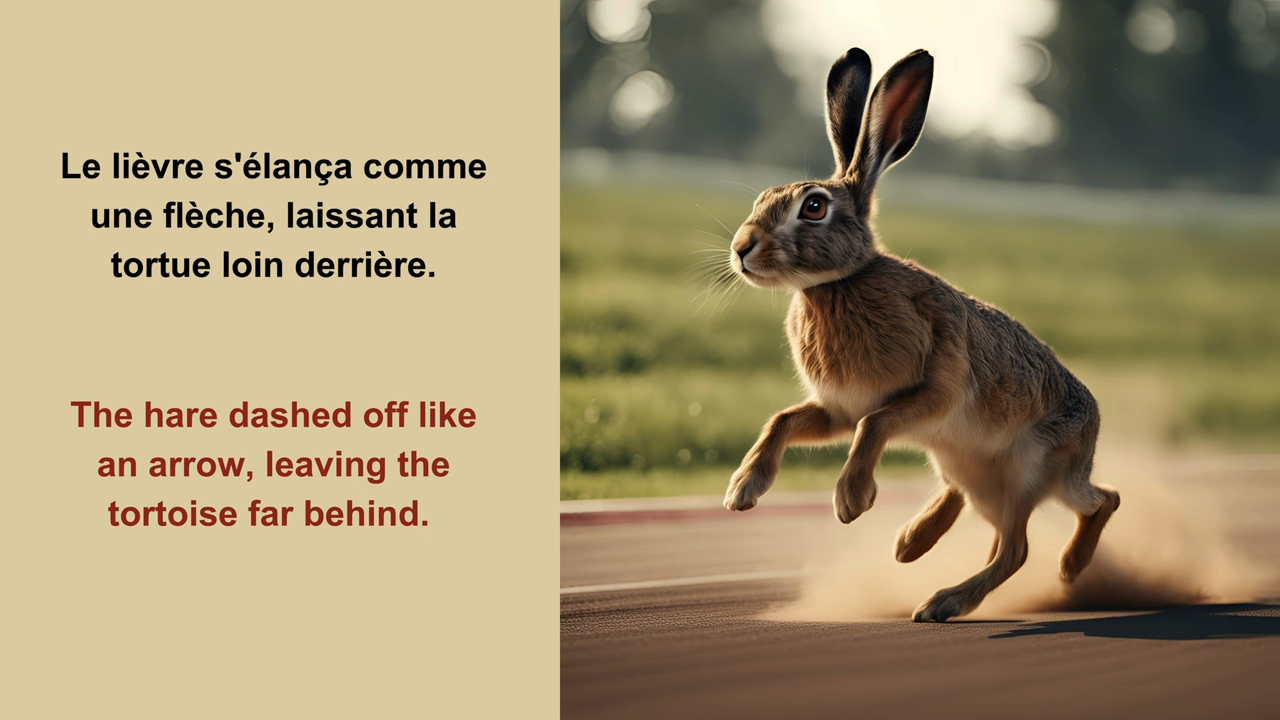 Le lièvre s'élança comme
une flèche, laissant la
tortue loin derrière.
The hare dashed off like
an arrow, leaving the
tortoise far behind.